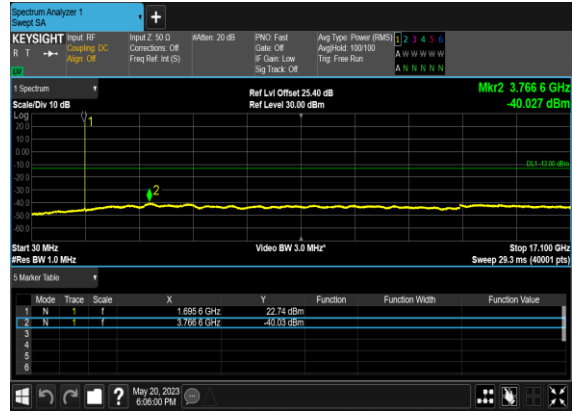 Spectrum Analyzer 1
Swept SA
+
KEYSIGHT Input: RF Input Z: 50 Ω #Atten: 20 dB PNO: Fast Avg Type: Power (RMS) 1 2 3 4 5 6
R T Coupling: DC Corrections: Off Gate: Off Avg|Hold: 100/100 A W W W W W
Align: Off Freq Ref: Int (S) IF Gain: Low Trig: Free Run
LV Sig Track: Off A N N N N N
1 Spectrum Ref Lvl Offset 25.40 dB Mkr2 3.766 6 GHz
Scale/Div 10 dB Ref Level 30.00 dBm -40.027 dBm
Log
1
20.0
10.0
0.00
-10.0
DL1 -13.00 dBm
-20.0
-30.0
2
-40.0
-50.0
-60.0
Start 30 MHz Video BW 3.0 MHz* Stop 17.100 GHz
#Res BW 1.0 MHz Sweep 29.3 ms (40001 pts)
5 Marker Table
Mode Trace Scale X Y Function Function Width Function Value
1 N 1 f 1.695 6 GHz 22.74 dBm
2 N 1 f 3.766 6 GHz -40.03 dBm
3
4
5
6
? May 20, 2023
6:06:00 PM